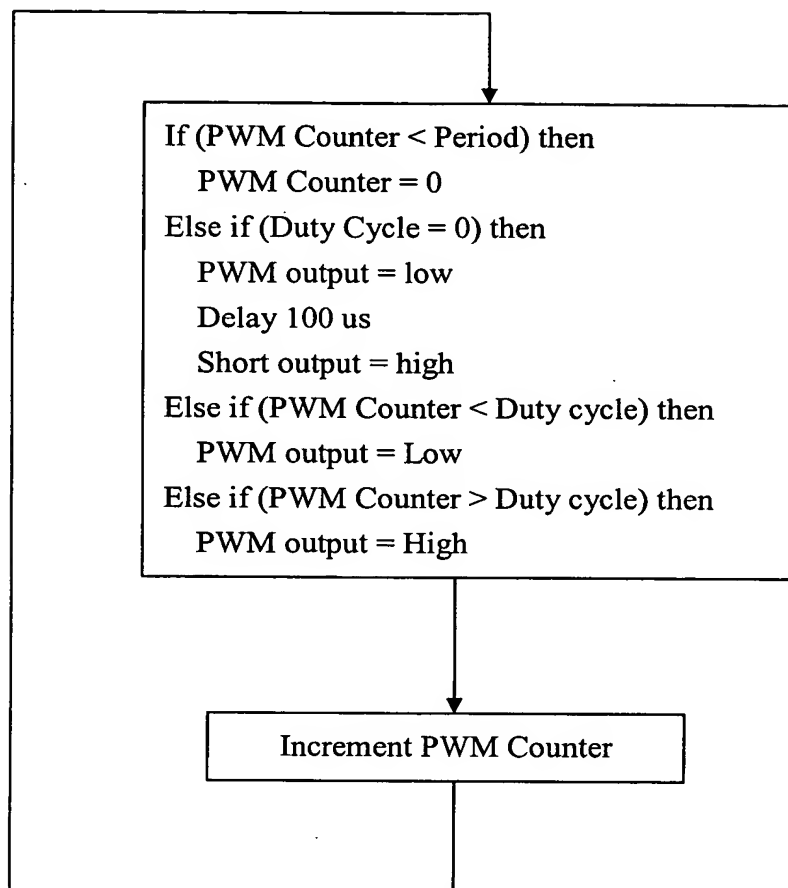 If (PWM Counter < Period) then
PWM Counter = 0
Else if (Duty Cycle = 0) then
PWM output = low
Delay 100 us
Short output = high
Else if (PWM Counter < Duty cycle) then
PWM output = Low
Else if (PWM Counter > Duty cycle) then
PWM output = High
Increment PWM Counter